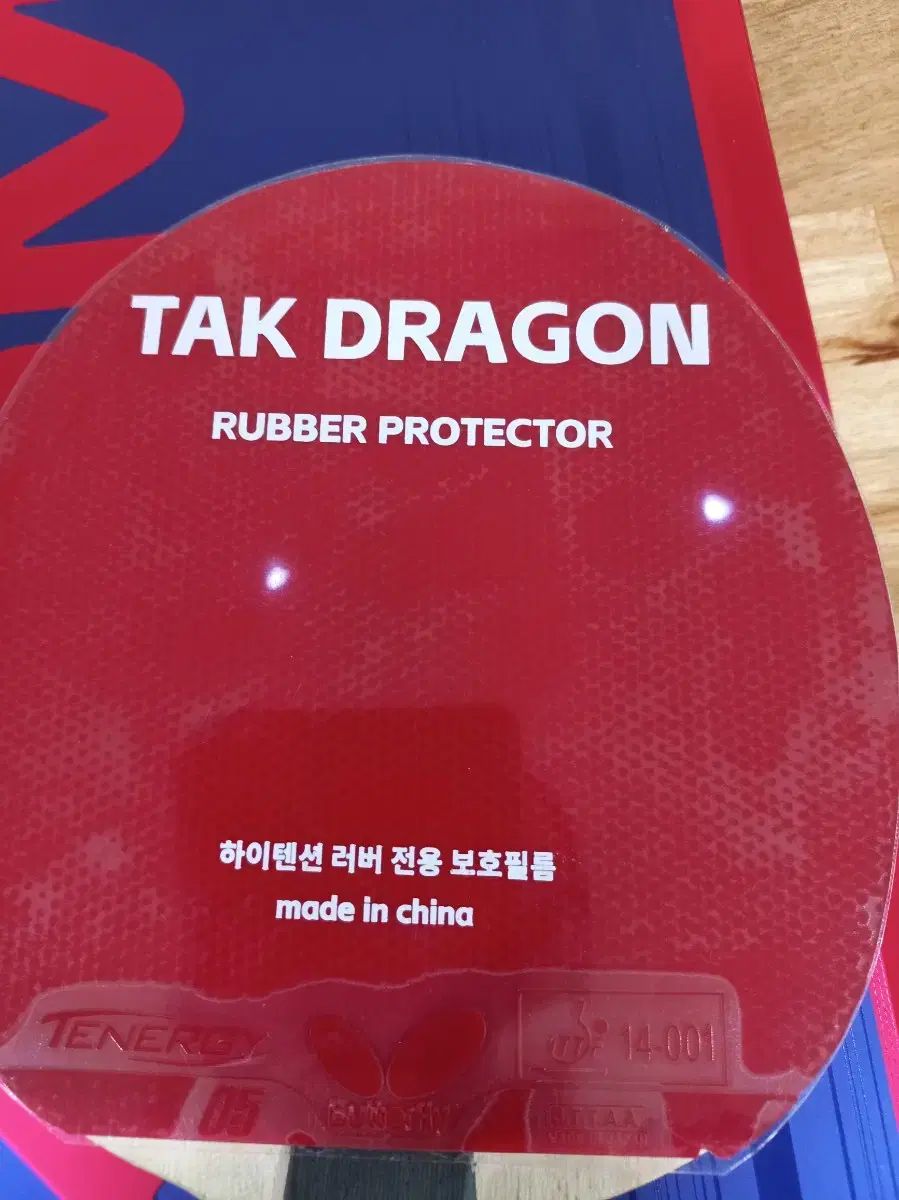 TAK DRAGON
RUBBER PROTECTOR
하이텐션 러버 전용 보호필름
made in china
TENERGY
14-001
05
Butterfly